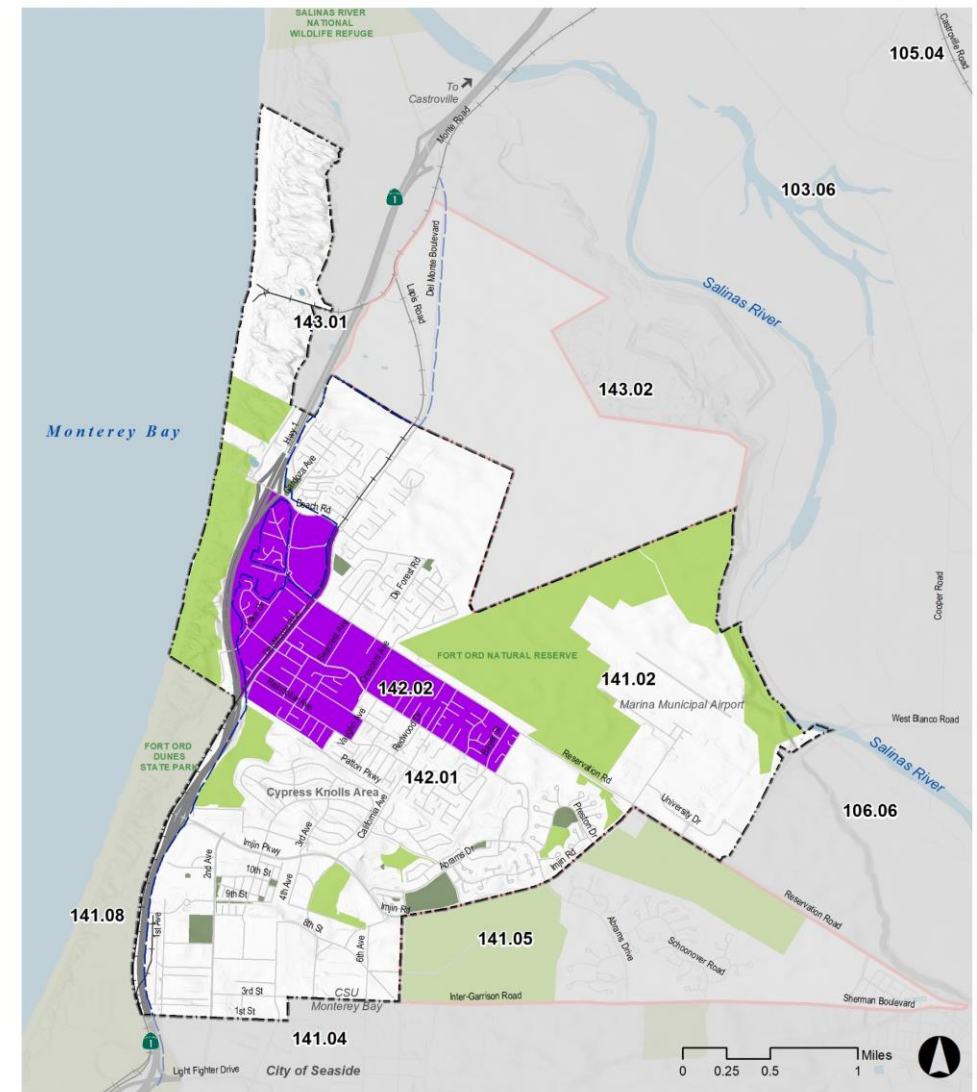 SALINAS RIVER
NATIONAL
WILDLIFE REFUGE
105.04
Castroville Road
To
Castroville
Monte Road
1
103.06
Del Monte Boulevard
Lapis Road
Salinas River
143.01
143.02
Monterey Bay
Hwy 1
Beach Rd
De Forest Rd
FORT ORD NATURAL RESERVE
141.02
Marina Municipal Airport
Cooper Road
142.02
West Blanco Road
Salinas River
FORT ORD
DUNES
STATE PARK
Redwood
Reservation Rd
Patton Pkwy
142.01
Cypress Knolls Area
California Ave
106.06
University Dr
Preston Dr
Imjin Pkwy
3rd Ave
Abrams Dr
Imjin Rd
2nd Ave
10th St
9th St
4th Ave
8th St
Imjin Rd
Reservation Road
141.08
1st Ave
6th Ave
141.05
Abrams Drive
Schoonover Road
3rd St
CSU
Monterey Bay
1st St
Inter-Garrison Road
Sherman Boulevard
141.04
1
Light Fighter Drive
City of Seaside
Miles
0 0.25 0.5 1